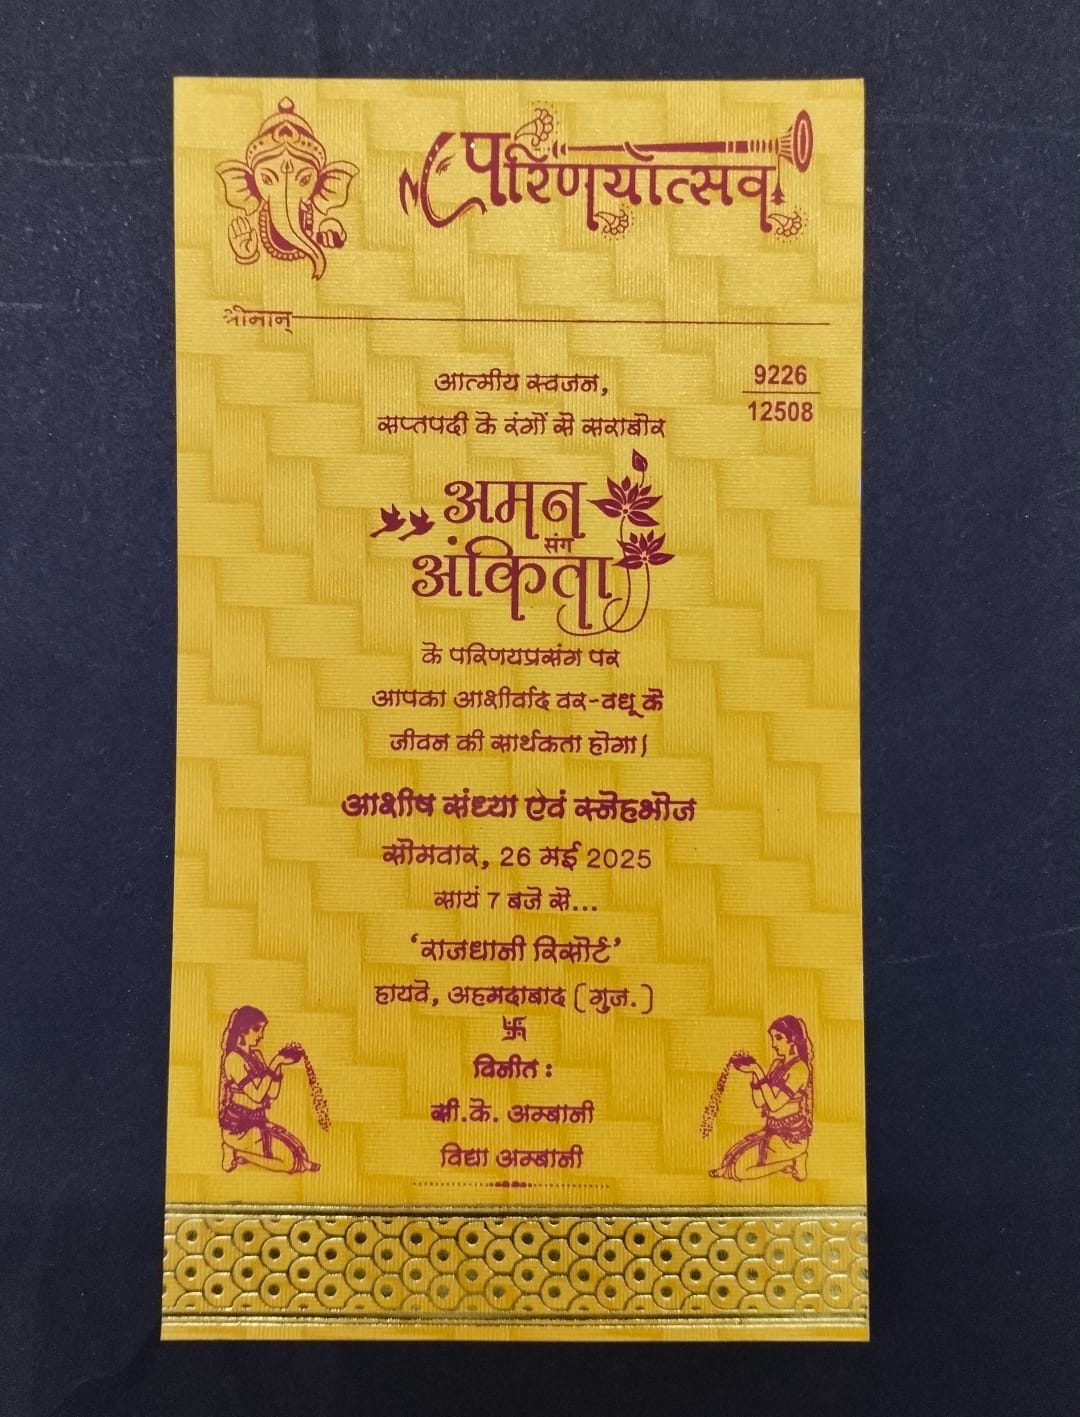 परिणयोत्सव
श्रीमान्
9226
12508
आत्मीय स्वजन,
सप्तपदी के रंगों से सराबोर
अमन
संग
अंकिता
के परिणयप्रसंग पर
आपका आशीर्वाद वर-वधू के
जीवन की सार्थकता होगा।
आशीष संध्या एवं स्नेहभोज
सोमवार, 26 मई 2025
सायं 7 बजे से...
‘राजधानी रिसोर्ट’
हायवे, अहमदाबाद (गुज.)
卐
विनीत :
सी.के. अम्बानी
विद्या अम्बानी